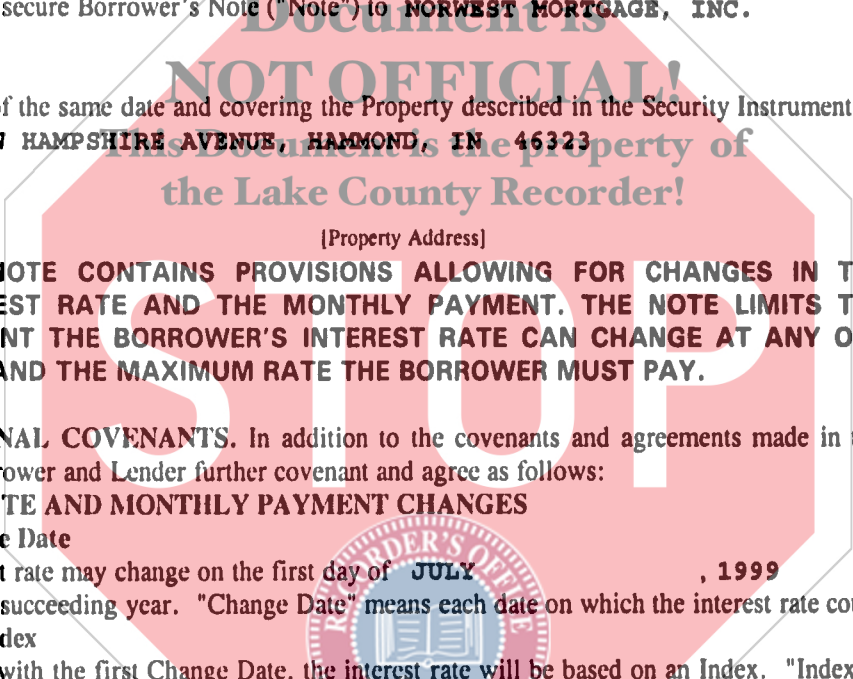 secure Borrower's Note ("Note") to NORWEST MORTGAGE, INC.
Document is
NOT OFFICIAL!
of the same date and covering the Property described in the Security Instrument
HAMPSHIRE AVENUE, HAMMOND, IN 46323
This Document is the property of
the Lake County Recorder!
[Property Address]
NOTE CONTAINS PROVISIONS ALLOWING FOR CHANGES IN T
EST RATE AND THE MONTHLY PAYMENT. THE NOTE LIMITS T
NT THE BORROWER'S INTEREST RATE CAN CHANGE AT ANY O
AND THE MAXIMUM RATE THE BORROWER MUST PAY.
STOP
NAL COVENANTS. In addition to the covenants and agreements made in
ower and Lender further covenant and agree as follows:
TE AND MONTHLY PAYMENT CHANGES
e Date
t rate may change on the first day of JULY , 1999
succeeding year. "Change Date" means each date on which the interest rate cou
dex
with the first Change Date, the interest rate will be based on an Index. "Index
RECORDER'S OFFICE